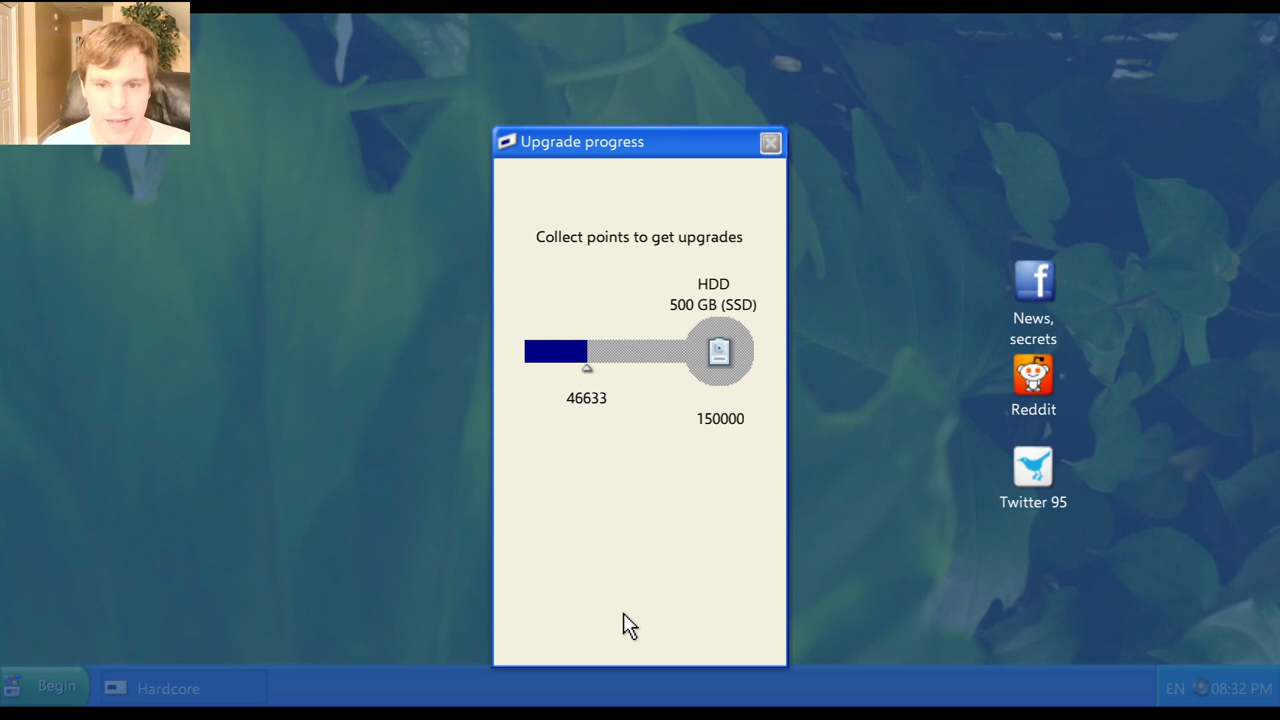 Upgrade progress
Collect points to get upgrades
HDD
500 GB (SSD)
46633
150000
News,
secrets
Reddit
Twitter 95
Begin
Hardcore
EN 08:32 PM